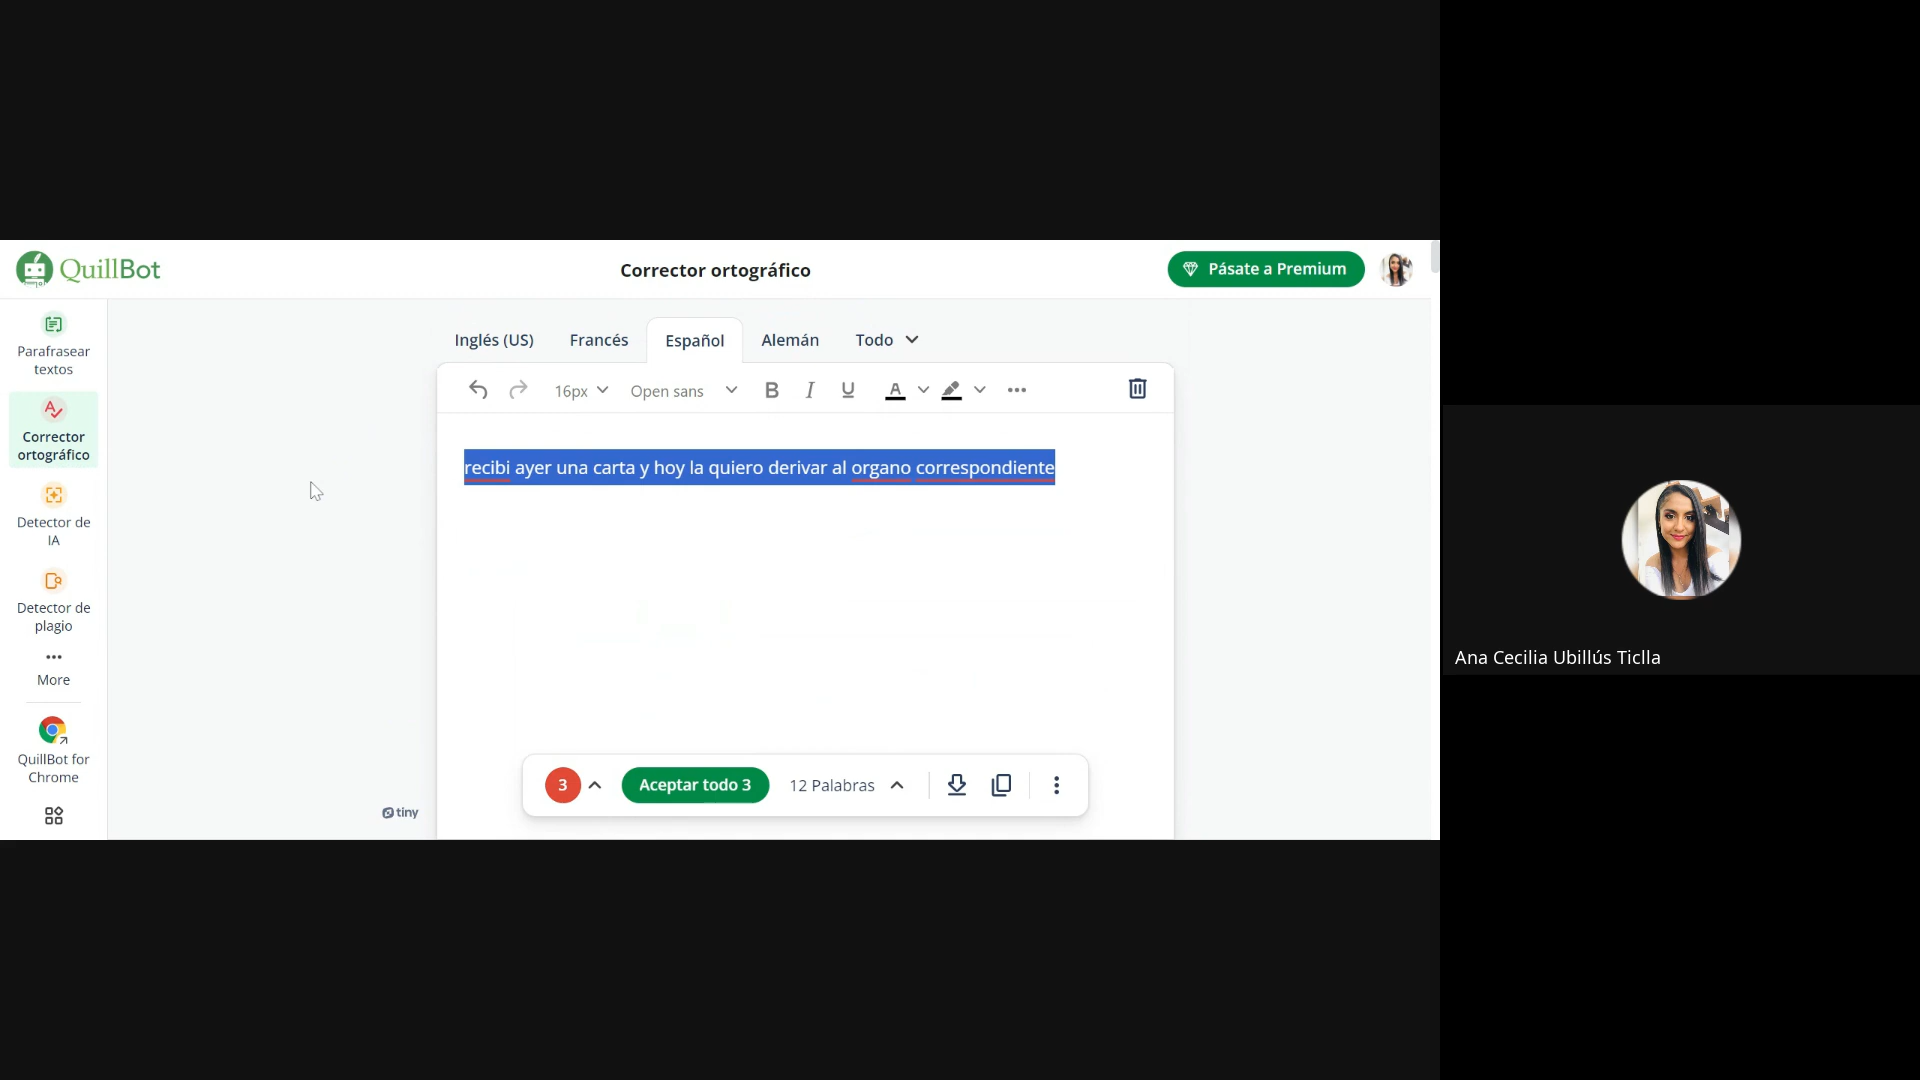 QuillBot
Corrector ortográfico
Pásate a Premium
Parafrasear
textos
Corrector
ortográfico
Detector de
IA
Detector de
plagio
More
QuillBot for
Chrome
Inglés (US)
Francés
Español
Alemán
Todo
16px
Open sans
B
I
U
A
recibi ayer una carta y hoy la quiero derivar al organo correspondiente
3
Aceptar todo 3
12 Palabras
tiny
Ana Cecilia Ubillús Ticlla